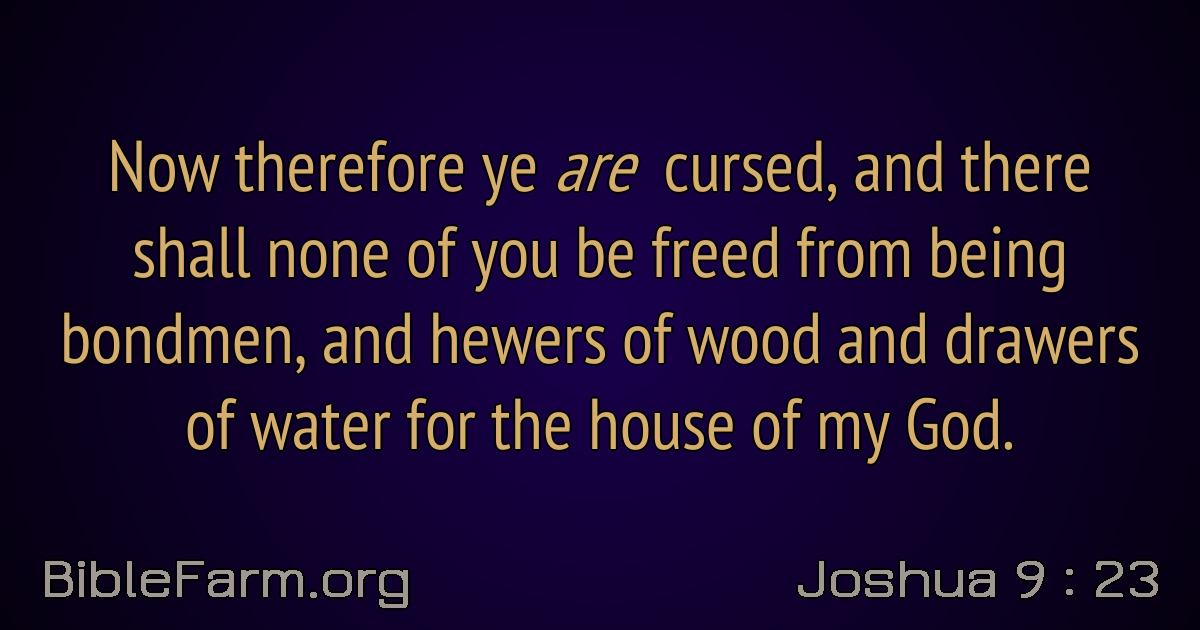 Now therefore ye are cursed, and there
shall none of you be freed from being
bondmen, and hewers of wood and drawers
of water for the house of my God.
BibleFarm.org
Joshua 9 : 23